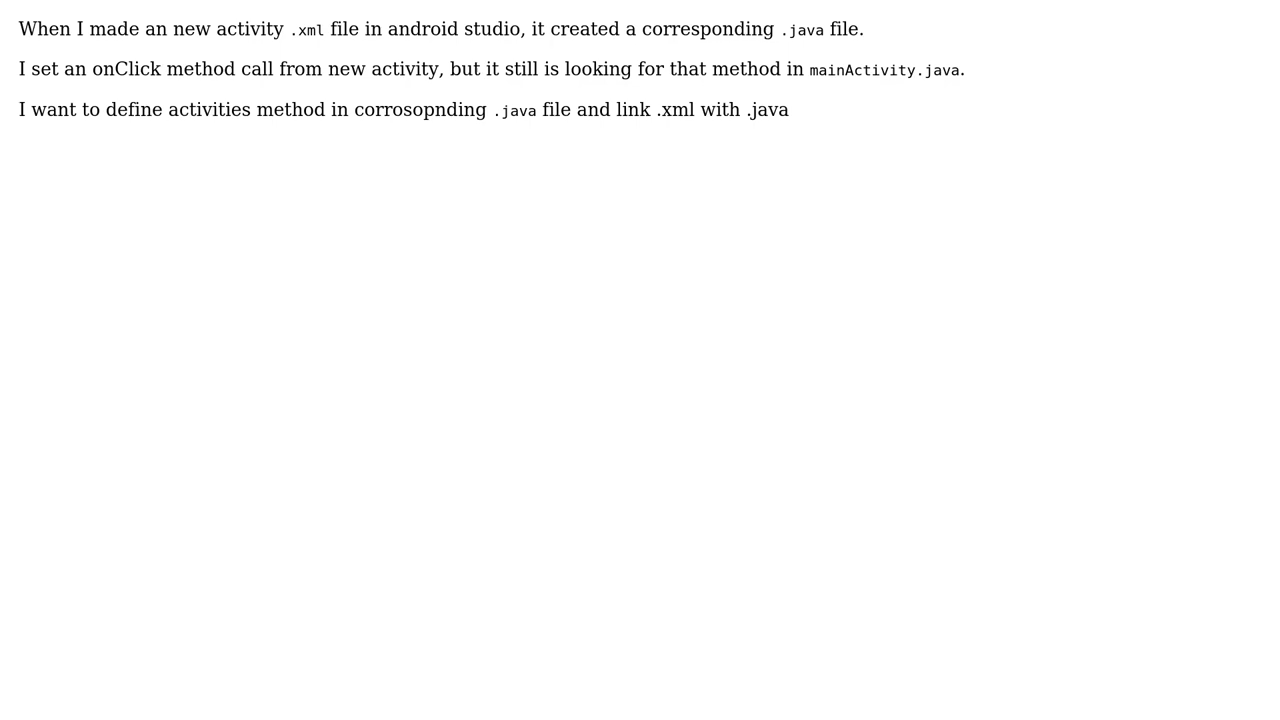 When I made an new activity .xml file in android studio, it created a corresponding .java file.
I set an onClick method call from new activity, but it still is looking for that method in mainActivity.java.
I want to define activities method in corrosopnding .java file and link .xml with .java